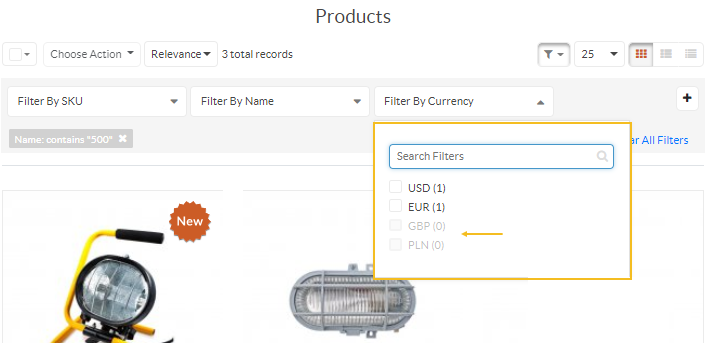 Products
Choose Action
Relevance
3 total records
25
Filter By SKU
Filter By Name
Filter By Currency
+
Name: contains "500" ✖
ar All Filters
Search Filters
USD (1)
EUR (1)
GBP (0)
PLN (0)
New